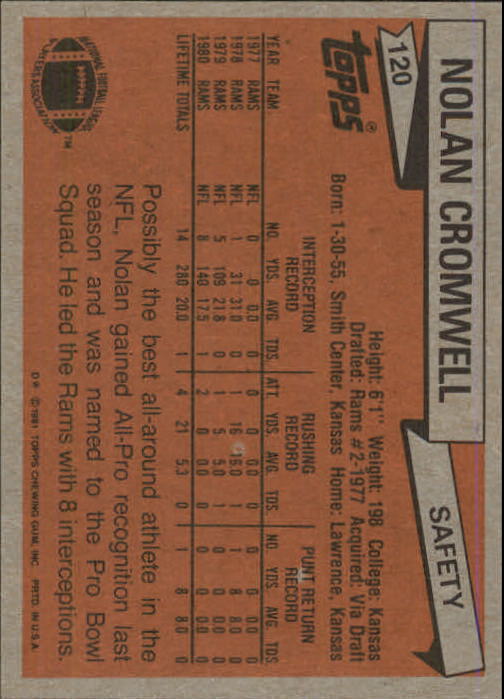 NOLAN CROMWELL
SAFETY
120
topps®
Height: 6'1" Weight: 198 College: Kansas
Drafted: Rams #2-1977 Acquired: Via Draft
Born: 1-30-55, Smith Center, Kansas Home: Lawrence, Kansas
INTERCEPTION RECORD RUSHING RECORD PUNT RETURN RECORD
YEAR TEAM NO. YDS. AVG. TDS. ATT. YDS. AVG. TDS. NO. YDS. AVG. TDS.
1977 RAMS NFL 0 0 0.0 0 0 0 0.0 0 0 0 0.0 0
1978 RAMS NFL 1 31 31.0 0 1 16 16.0 0 1 8 8.0 0
1979 RAMS NFL 5 109 21.8 0 1 5 5.0 1 0 0 0.0 0
1980 RAMS NFL 8 140 17.5 1 2 0 0.0 0 0 0 0.0 0
LIFETIME TOTALS 14 280 20.0 1 4 21 5.3 0 1 8 8.0 0
Possibly the best all-around athlete in the
NFL, Nolan gained All-Pro recognition last
season and was named to the Pro Bowl
Squad. He led the Rams with 8 interceptions.
NATIONAL FOOTBALL LEAGUE
PLAYERS ASSOCIATION
TM
D* ©1981 TOPPS CHEWING GUM, INC. PRTD. IN U.S.A.